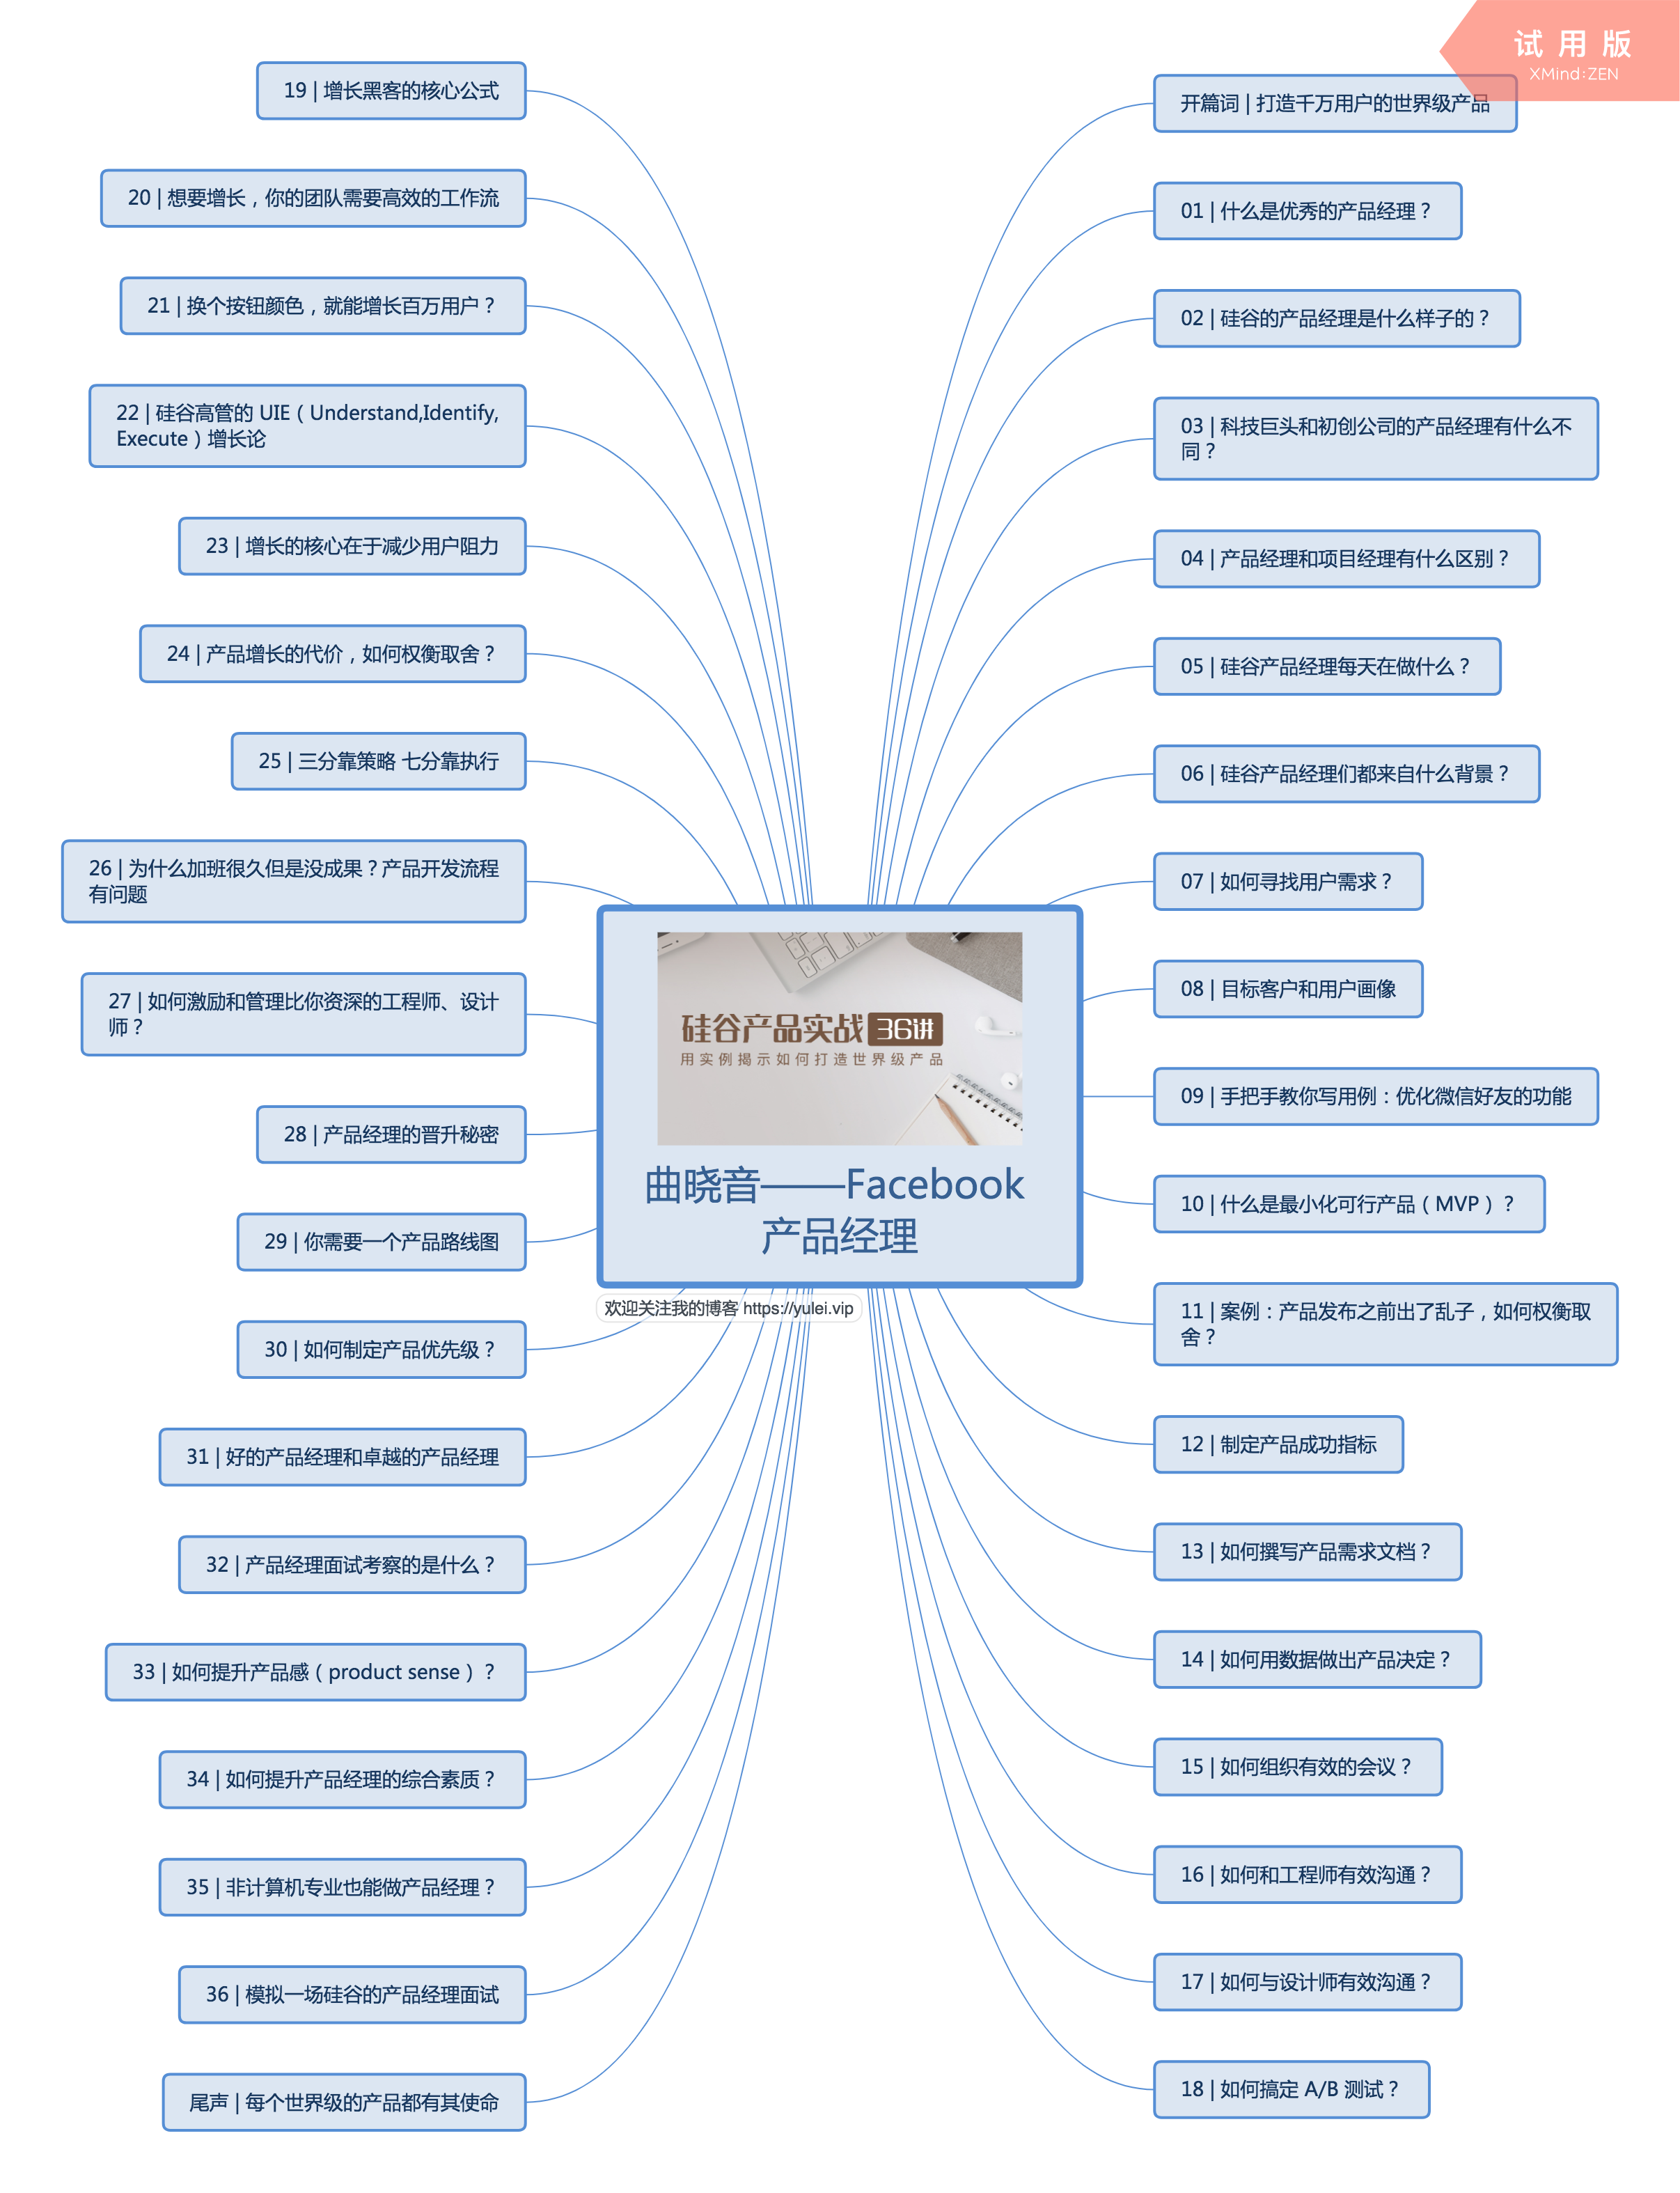 试用版
XMind:ZEN
开篇词 | 打造千万用户的世界级产品
01 | 什么是优秀的产品经理？
02 | 硅谷的产品经理是什么样子的？
03 | 科技巨头和初创公司的产品经理有什么不
同？
04 | 产品经理和项目经理有什么区别？
05 | 硅谷产品经理每天在做什么？
06 | 硅谷产品经理们都来自什么背景？
07 | 如何寻找用户需求？
08 | 目标客户和用户画像
09 | 手把手教你写用例：优化微信好友的功能
10 | 什么是最小化可行产品（MVP）？
11 | 案例：产品发布之前出了乱子，如何权衡取
舍？
12 | 制定产品成功指标
13 | 如何撰写产品需求文档？
14 | 如何用数据做出产品决定？
15 | 如何组织有效的会议？
16 | 如何和工程师有效沟通？
17 | 如何与设计师有效沟通？
18 | 如何搞定 A/B 测试？
硅谷产品实战36讲
用实例揭示如何打造世界级产品
曲晓音——Facebook
产品经理
欢迎关注我的博客 https://yulei.vip
19 | 增长黑客的核心公式
20 | 想要增长，你的团队需要高效的工作流
21 | 换个按钮颜色，就能增长百万用户？
22 | 硅谷高管的 UIE（Understand,Identify,
Execute）增长论
23 | 增长的核心在于减少用户阻力
24 | 产品增长的代价，如何权衡取舍？
25 | 三分靠策略 七分靠执行
26 | 为什么加班很久但是没成果？产品开发流程
有问题
27 | 如何激励和管理比你资深的工程师、设计
师？
28 | 产品经理的晋升秘密
29 | 你需要一个产品路线图
30 | 如何制定产品优先级？
31 | 好的产品经理和卓越的产品经理
32 | 产品经理面试考察的是什么？
33 | 如何提升产品感（product sense）？
34 | 如何提升产品经理的综合素质？
35 | 非计算机专业也能做产品经理？
36 | 模拟一场硅谷的产品经理面试
尾声 | 每个世界级的产品都有其使命